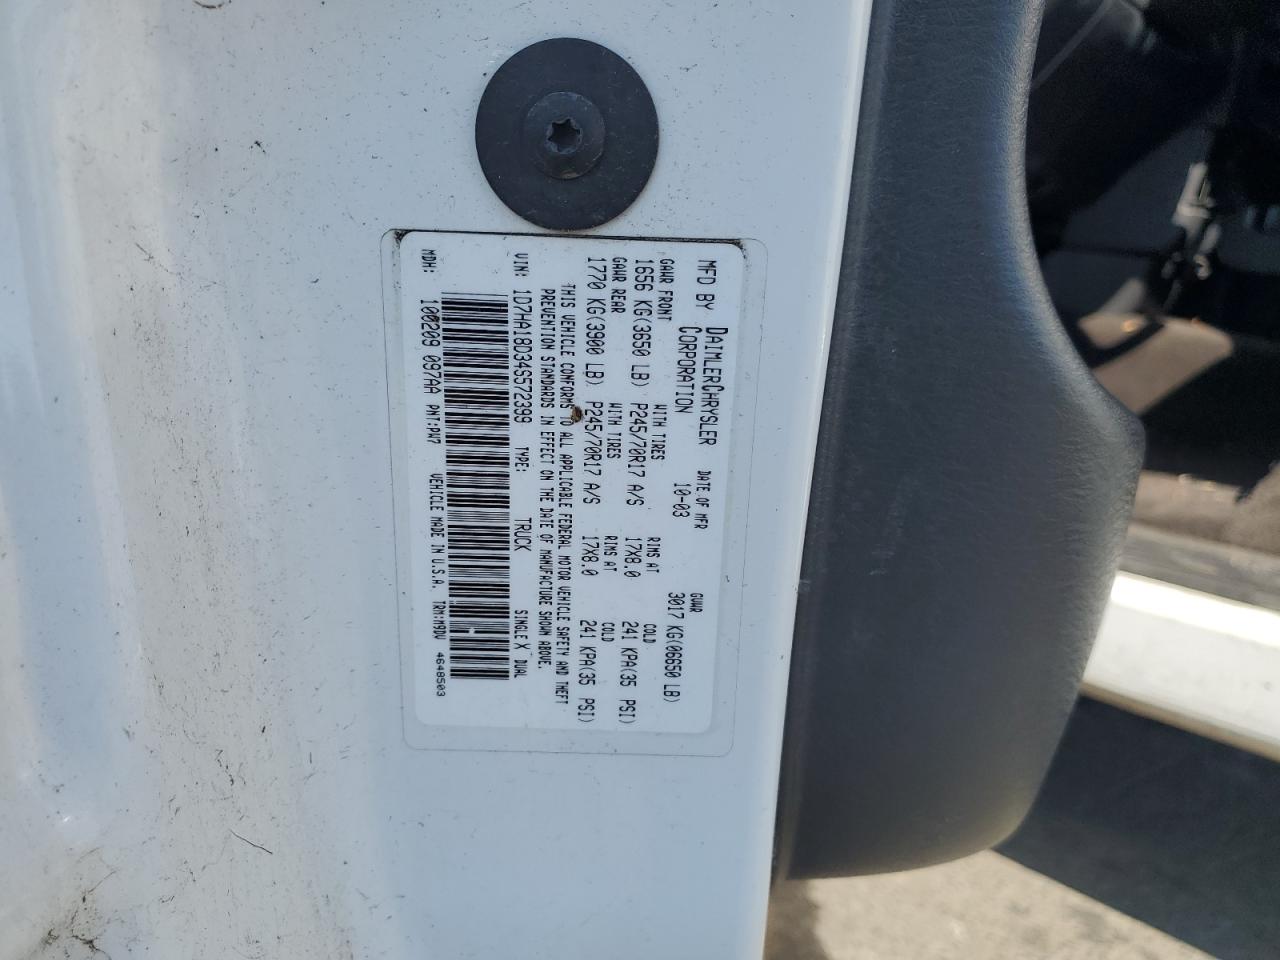 MFD BY DAIMLERCHRYSLER CORPORATION
DATE OF MFR 10-03
GVWR 3017 KG(06650 LB)
GAWR FRONT WITH TIRES RIMS AT COLD
1656 KG(3650 LB) P245/70R17 A/S 17X8.0 241 KPA(35 PSI)
GAWR REAR WITH TIRES RIMS AT COLD
1770 KG(3900 LB) P245/70R17 A/S 17X8.0 241 KPA(35 PSI)
THIS VEHICLE CONFORMS TO ALL APPLICABLE FEDERAL MOTOR VEHICLE SAFETY AND THEFT
PREVENTION STANDARDS IN EFFECT ON THE DATE OF MANUFACTURE SHOWN ABOVE.
VIN: 1D7HA18D34S572399 TYPE: TRUCK SINGLE X DUAL
MDH: 100209 097AA PNT:PW7 VEHICLE MADE IN U.S.A. TRM:M9DV 4648503